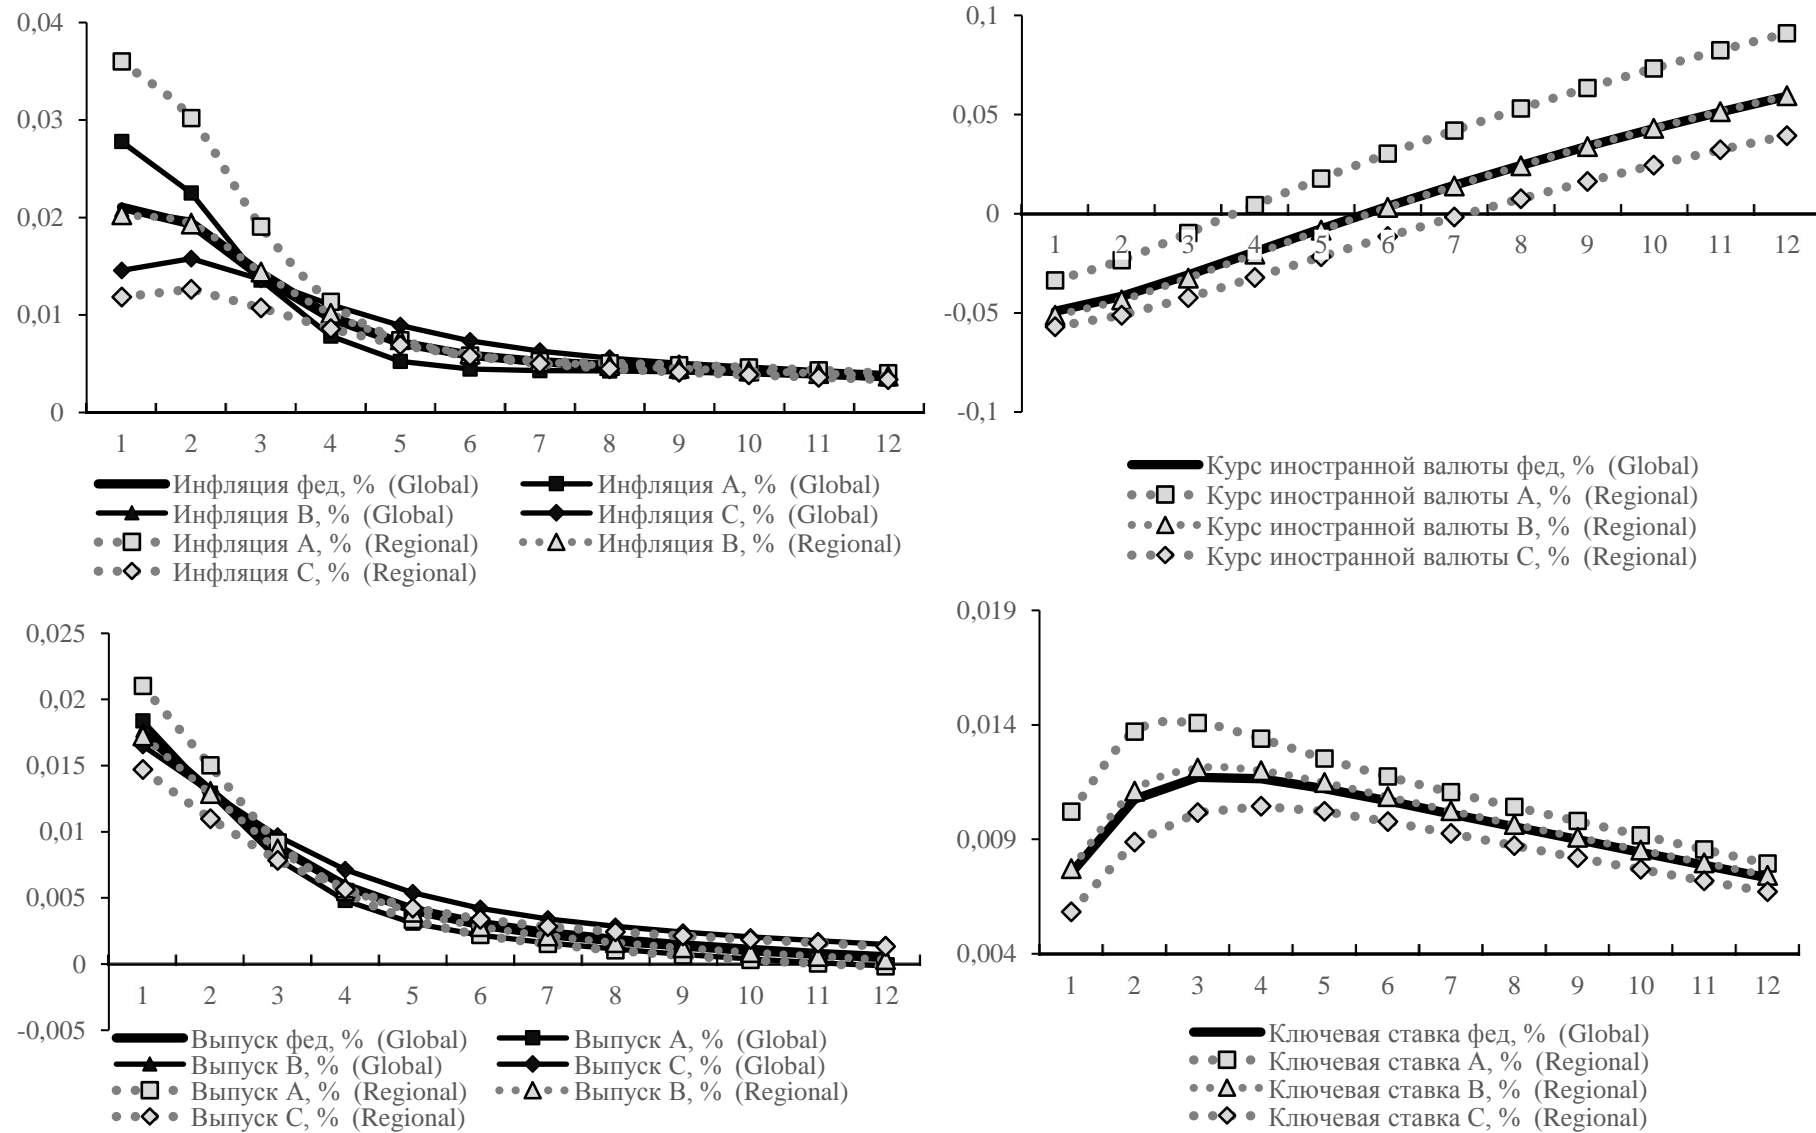 0,04
0,03
0,02
0,01
0
1 2 3 4 5 6 7 8 9 10 11 12
Инфляция фед, % (Global) Инфляция A, % (Global)
Инфляция B, % (Global) Инфляция C, % (Global)
Инфляция A, % (Regional) Инфляция B, % (Regional)
Инфляция C, % (Regional)
0,1
0,05
0
1 2 3 4 5 6 7 8 9 10 11 12
-0,05
-0,1
Курс иностранной валюты фед, % (Global)
Курс иностранной валюты A, % (Regional)
Курс иностранной валюты B, % (Regional)
Курс иностранной валюты C, % (Regional)
0,025
0,02
0,015
0,01
0,005
0
1 2 3 4 5 6 7 8 9 10 11 12
-0,005
Выпуск фед, % (Global) Выпуск A, % (Global)
Выпуск B, % (Global) Выпуск C, % (Global)
Выпуск A, % (Regional) Выпуск B, % (Regional)
Выпуск C, % (Regional)
0,019
0,014
0,009
0,004
1 2 3 4 5 6 7 8 9 10 11 12
Ключевая ставка фед, % (Global)
Ключевая ставка A, % (Regional)
Ключевая ставка B, % (Regional)
Ключевая ставка C, % (Regional)